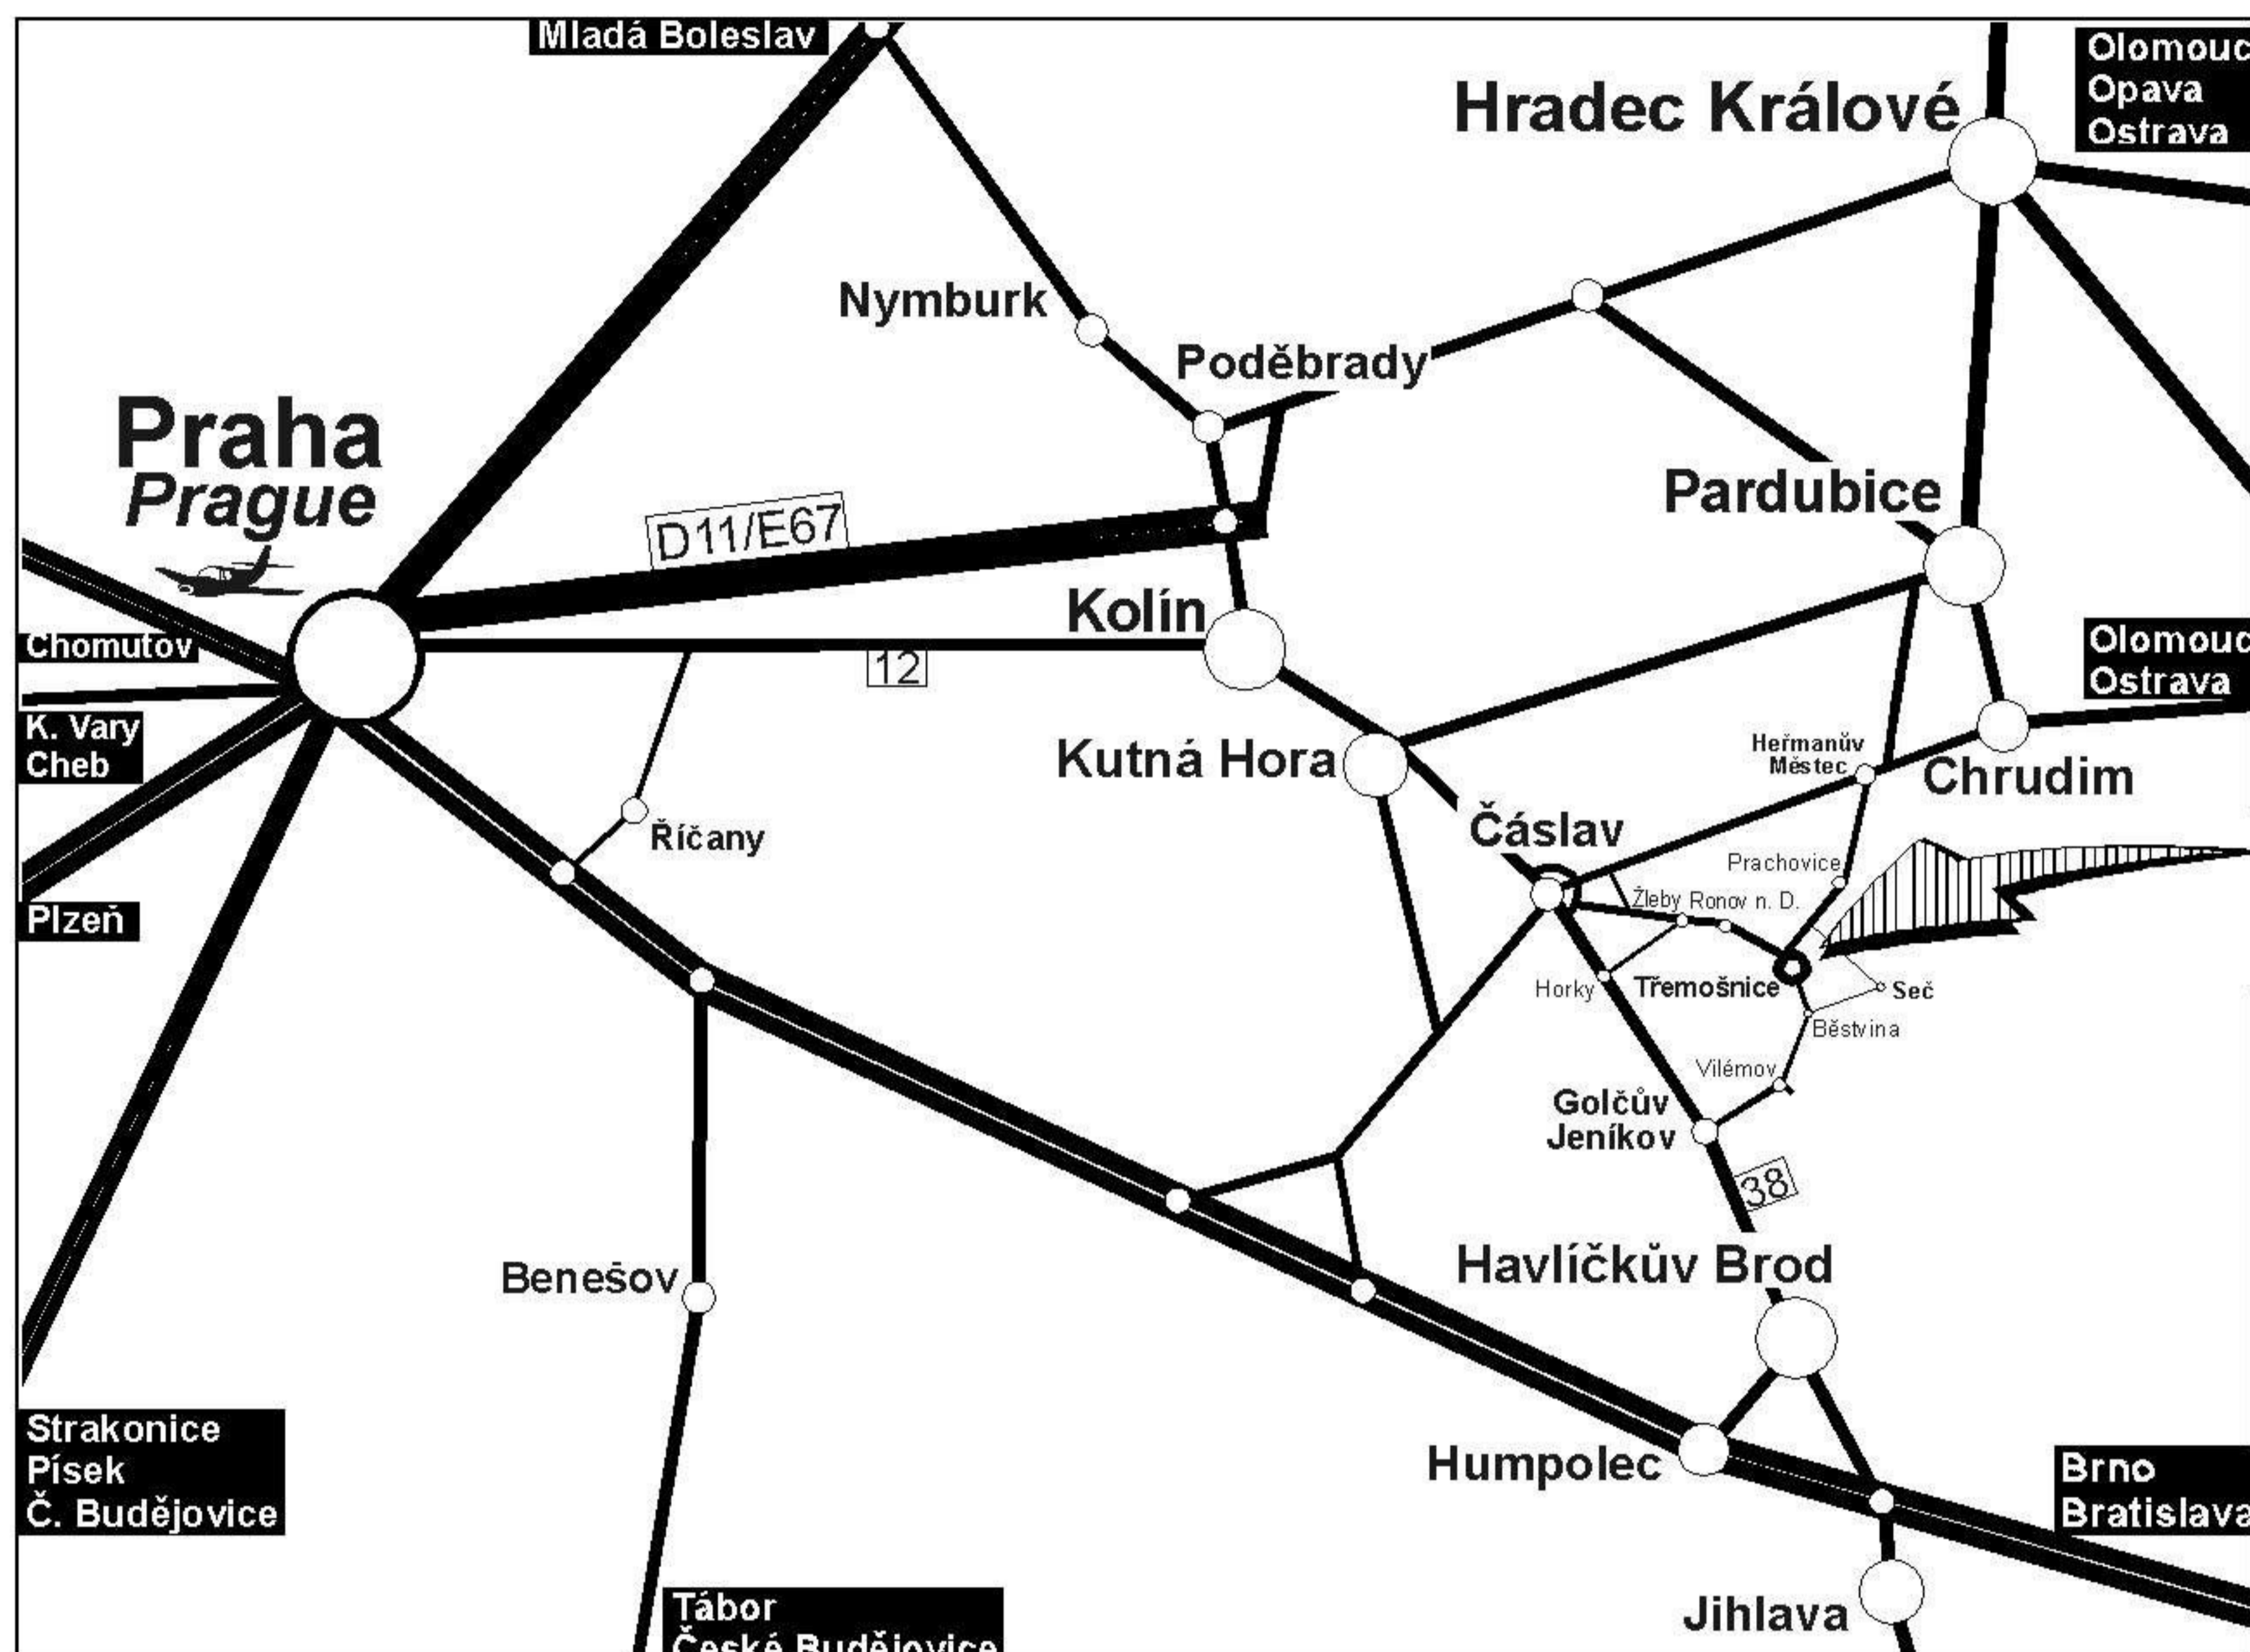 Mladá Boleslav
Olomouc
Opava
Ostrava
Hradec Králové
Nymburk
Poděbrady
Praha
Prague
D11/E67
Pardubice
Kolín
12
Chomutov
K. Vary
Cheb
Olomouc
Ostrava
Kutná Hora
Heřmanův
Městec
Chrudim
Říčany
Čáslav
Prachovice
Žleby Ronov n. D.
Plzeň
Horky
Třemošnice
Seč
Běstvina
Vilémov
Golčův
Jeníkov
38
Benešov
Havlíčkův Brod
Strakonice
Písek
Č. Budějovice
Humpolec
Brno
Bratislava
Jihlava
Tábor
České Budějovice